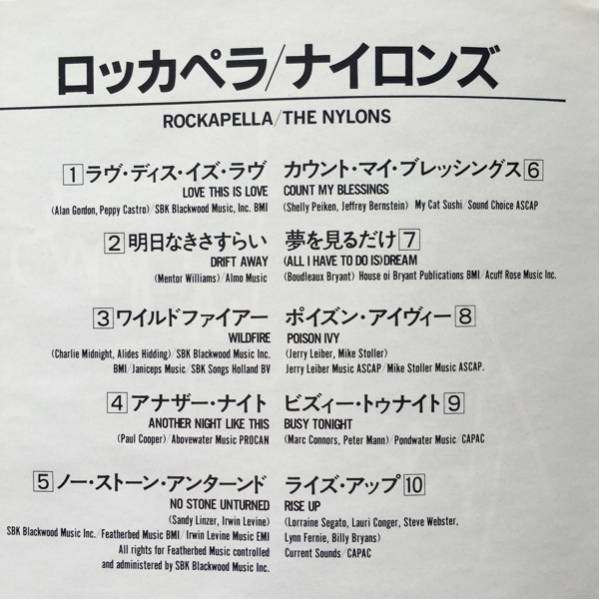 ロッカペラ/ナイロンズ
ROCKAPELLA/THE NYLONS
1 ラヴ・ディス・イズ・ラヴ
LOVE THIS IS LOVE
(Alan Gordon, Peppy Castro)/SBK Blackwood Music, Inc. BMI
2 明日なきさすらい
DRIFT AWAY
(Mentor Williams)/Almo Music
3 ワイルドファイアー
WILDFIRE
(Charlie Midnight, Alides Hidding)/SBK Blackwood Music Inc.
BMI/Janiceps Music/SBK Songs Holland BV
4 アナザー・ナイト
ANOTHER NIGHT LIKE THIS
(Paul Cooper)/Abovewater Music PROCAN
5 ノー・ストーン・アンターンド
NO STONE UNTURNED
(Sandy Linzer, Irwin Levine)
SBK Blackwood Music Inc./Featherbed Music BMI/Irwin Levine Music EMI
All rights for Featherbed Music controlled
and administered by SBK Blackwood Music Inc.
カウント・マイ・ブレッシングス 6
COUNT MY BLESSINGS
(Shelly Peiken, Jeffrey Bernstein) My Cat Sushi/Sound Choice ASCAP
夢を見るだけ 7
(ALL I HAVE TO DO IS) DREAM
(Boudleaux Bryant) House oi Bryant Publications BMI/Acuff Rose Music Inc.
ポイズン・アイヴィー 8
POISON IVY
(Jerry Leiber, Mike Stoller)
Jerry Leiber Music ASCAP/Mike Stoller Music ASCAP.
ビズィー・トゥナイト 9
BUSY TONIGHT
(Marc Connors, Peter Mann)/Pondwater Music/CAPAC
ライズ・アップ 10
RISE UP
(Lorraine Segato, Lauri Conger, Steve Webster,
Lynn Fernie, Billy Bryans)
Current Sounds/CAPAC